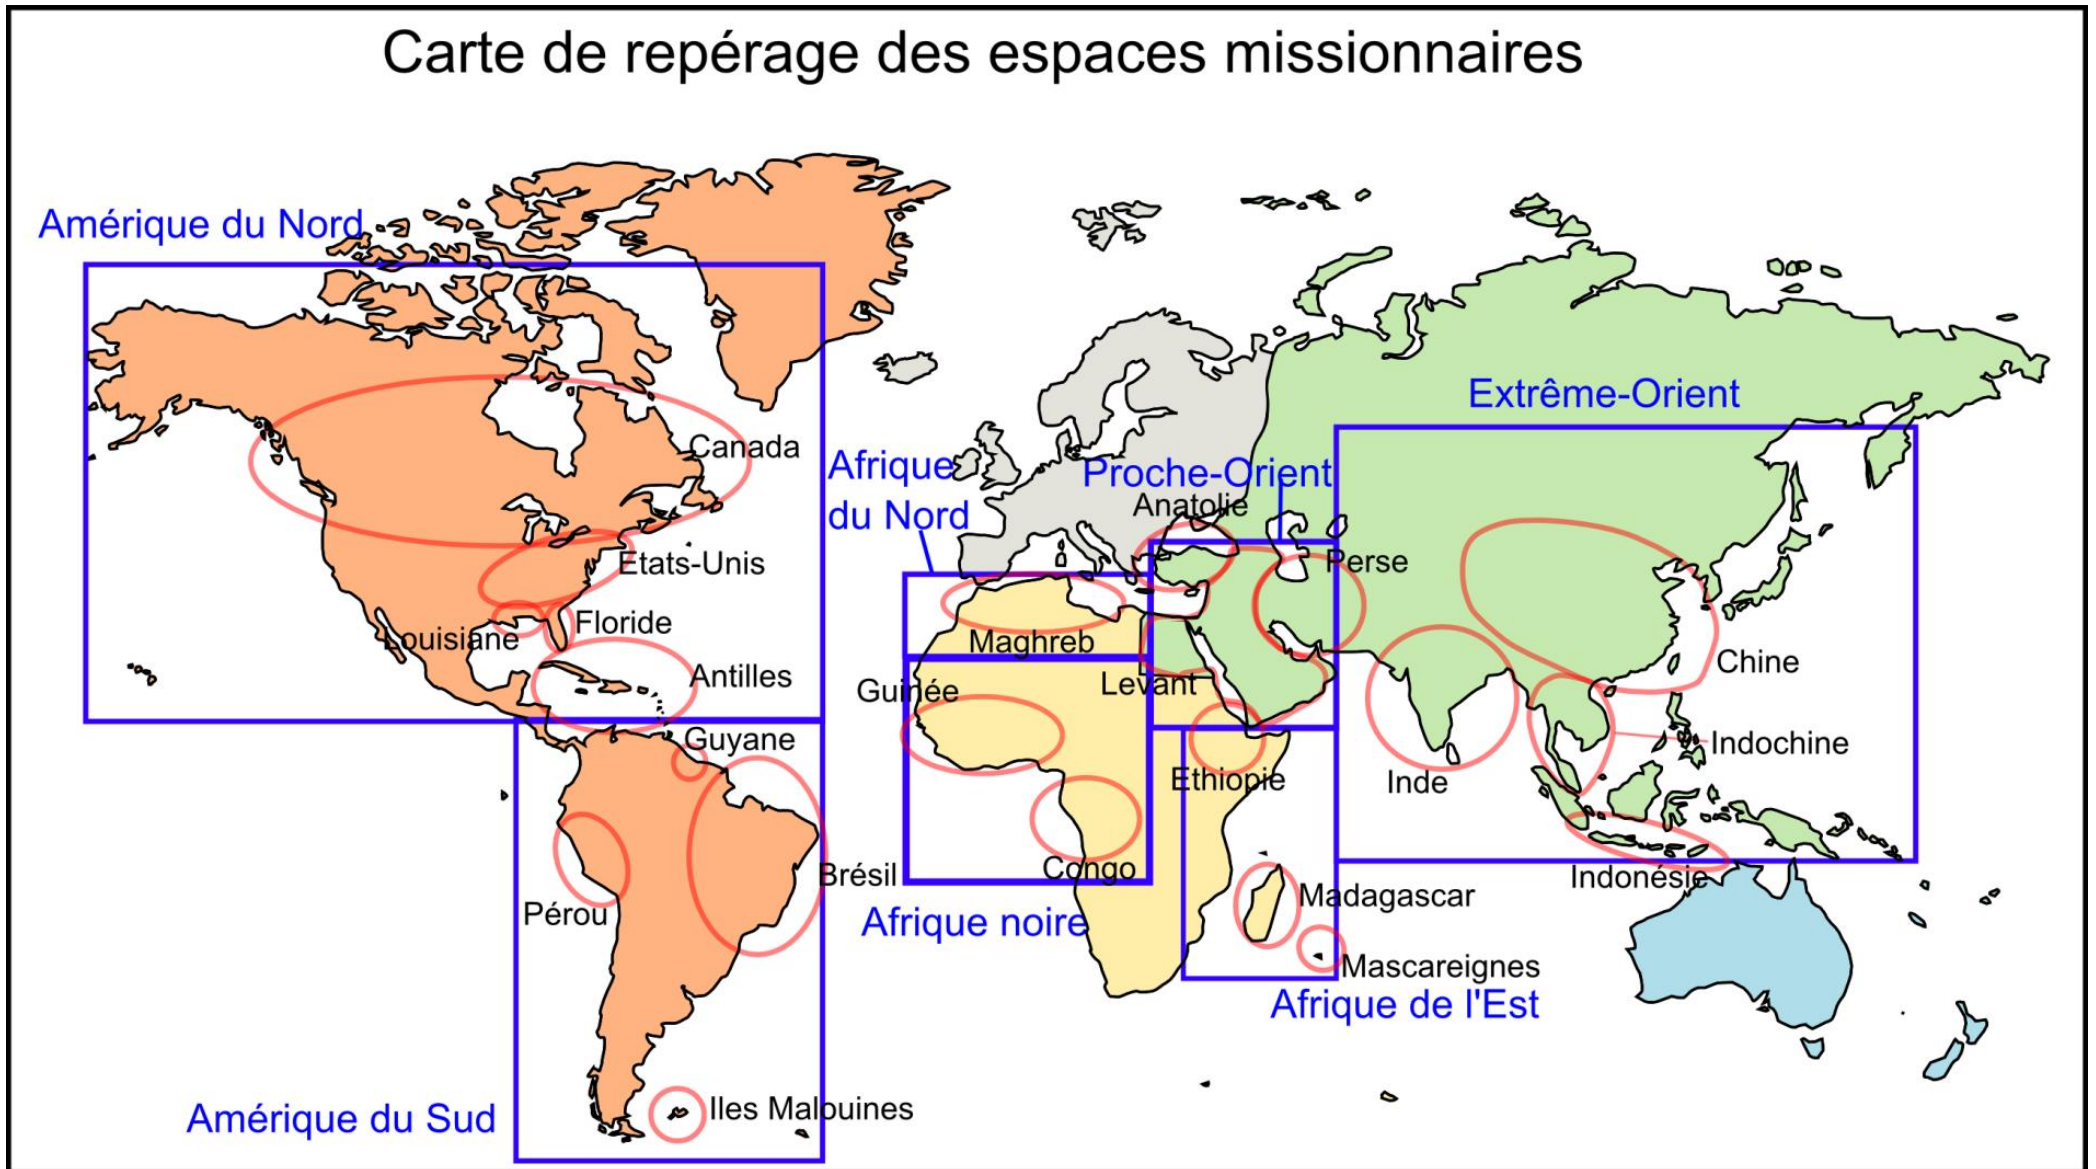 Carte de repérage des espaces missionnaires
Amérique du Nord
Extrême-Orient
Canada
Afrique
du Nord
Proche-Orient
Anatolie
Etats-Unis
Perse
Floride
Louisiane
Maghreb
Antilles
Chine
Guinée
Levant
Guyane
Indochine
Ethiopie
Inde
Brésil
Congo
Indonésie
Pérou
Madagascar
Afrique noire
Mascareignes
Afrique de l'Est
Amérique du Sud
Iles Malouines